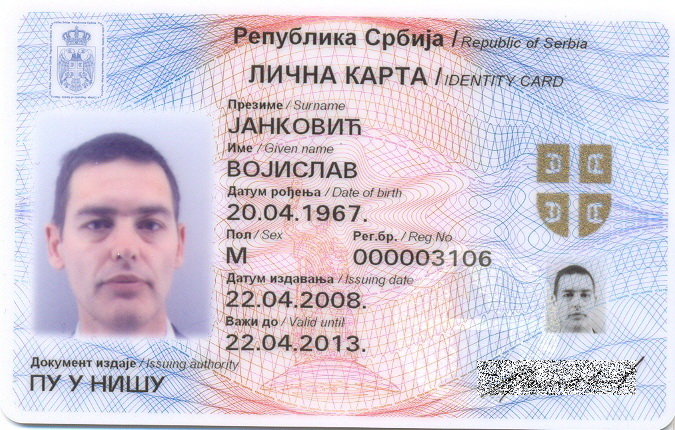 Република Србија / Republic of Serbia
ЛИЧНА КАРТА / IDENTITY CARD
Презиме / Surname
ЈАНКОВИЋ
Име / Given name
ВОЈИСЛАВ
Датум рођења / Date of birth
20.04.1967.
Пол / Sex Рег.бр. / Reg No
М 000003106
Датум издавања / Issuing date
22.04.2008.
Важи до / Valid until
22.04.2013.
Документ издаје / Issuing authority
ПУ У НИШУ